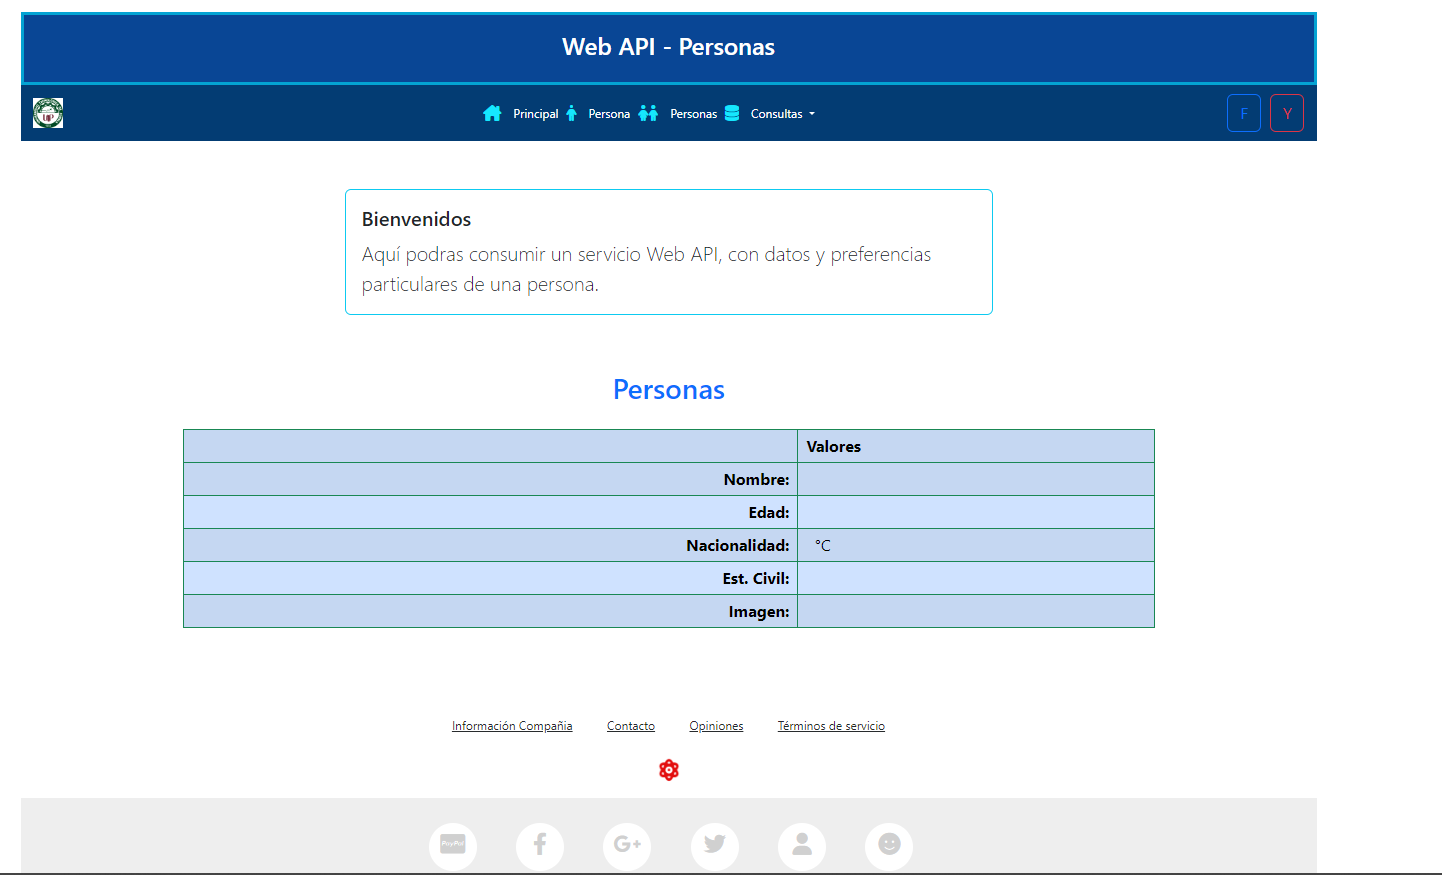 Web API - Personas
UP
Principal Persona Personas Consultas
F Y
Bienvenidos
Aquí podras consumir un servicio Web API, con datos y preferencias
particulares de una persona.
Personas
Valores
Nombre:
Edad:
Nacionalidad: °C
Est. Civil:
Imagen:
Información Compañia Contacto Opiniones Términos de servicio
PayPal G+